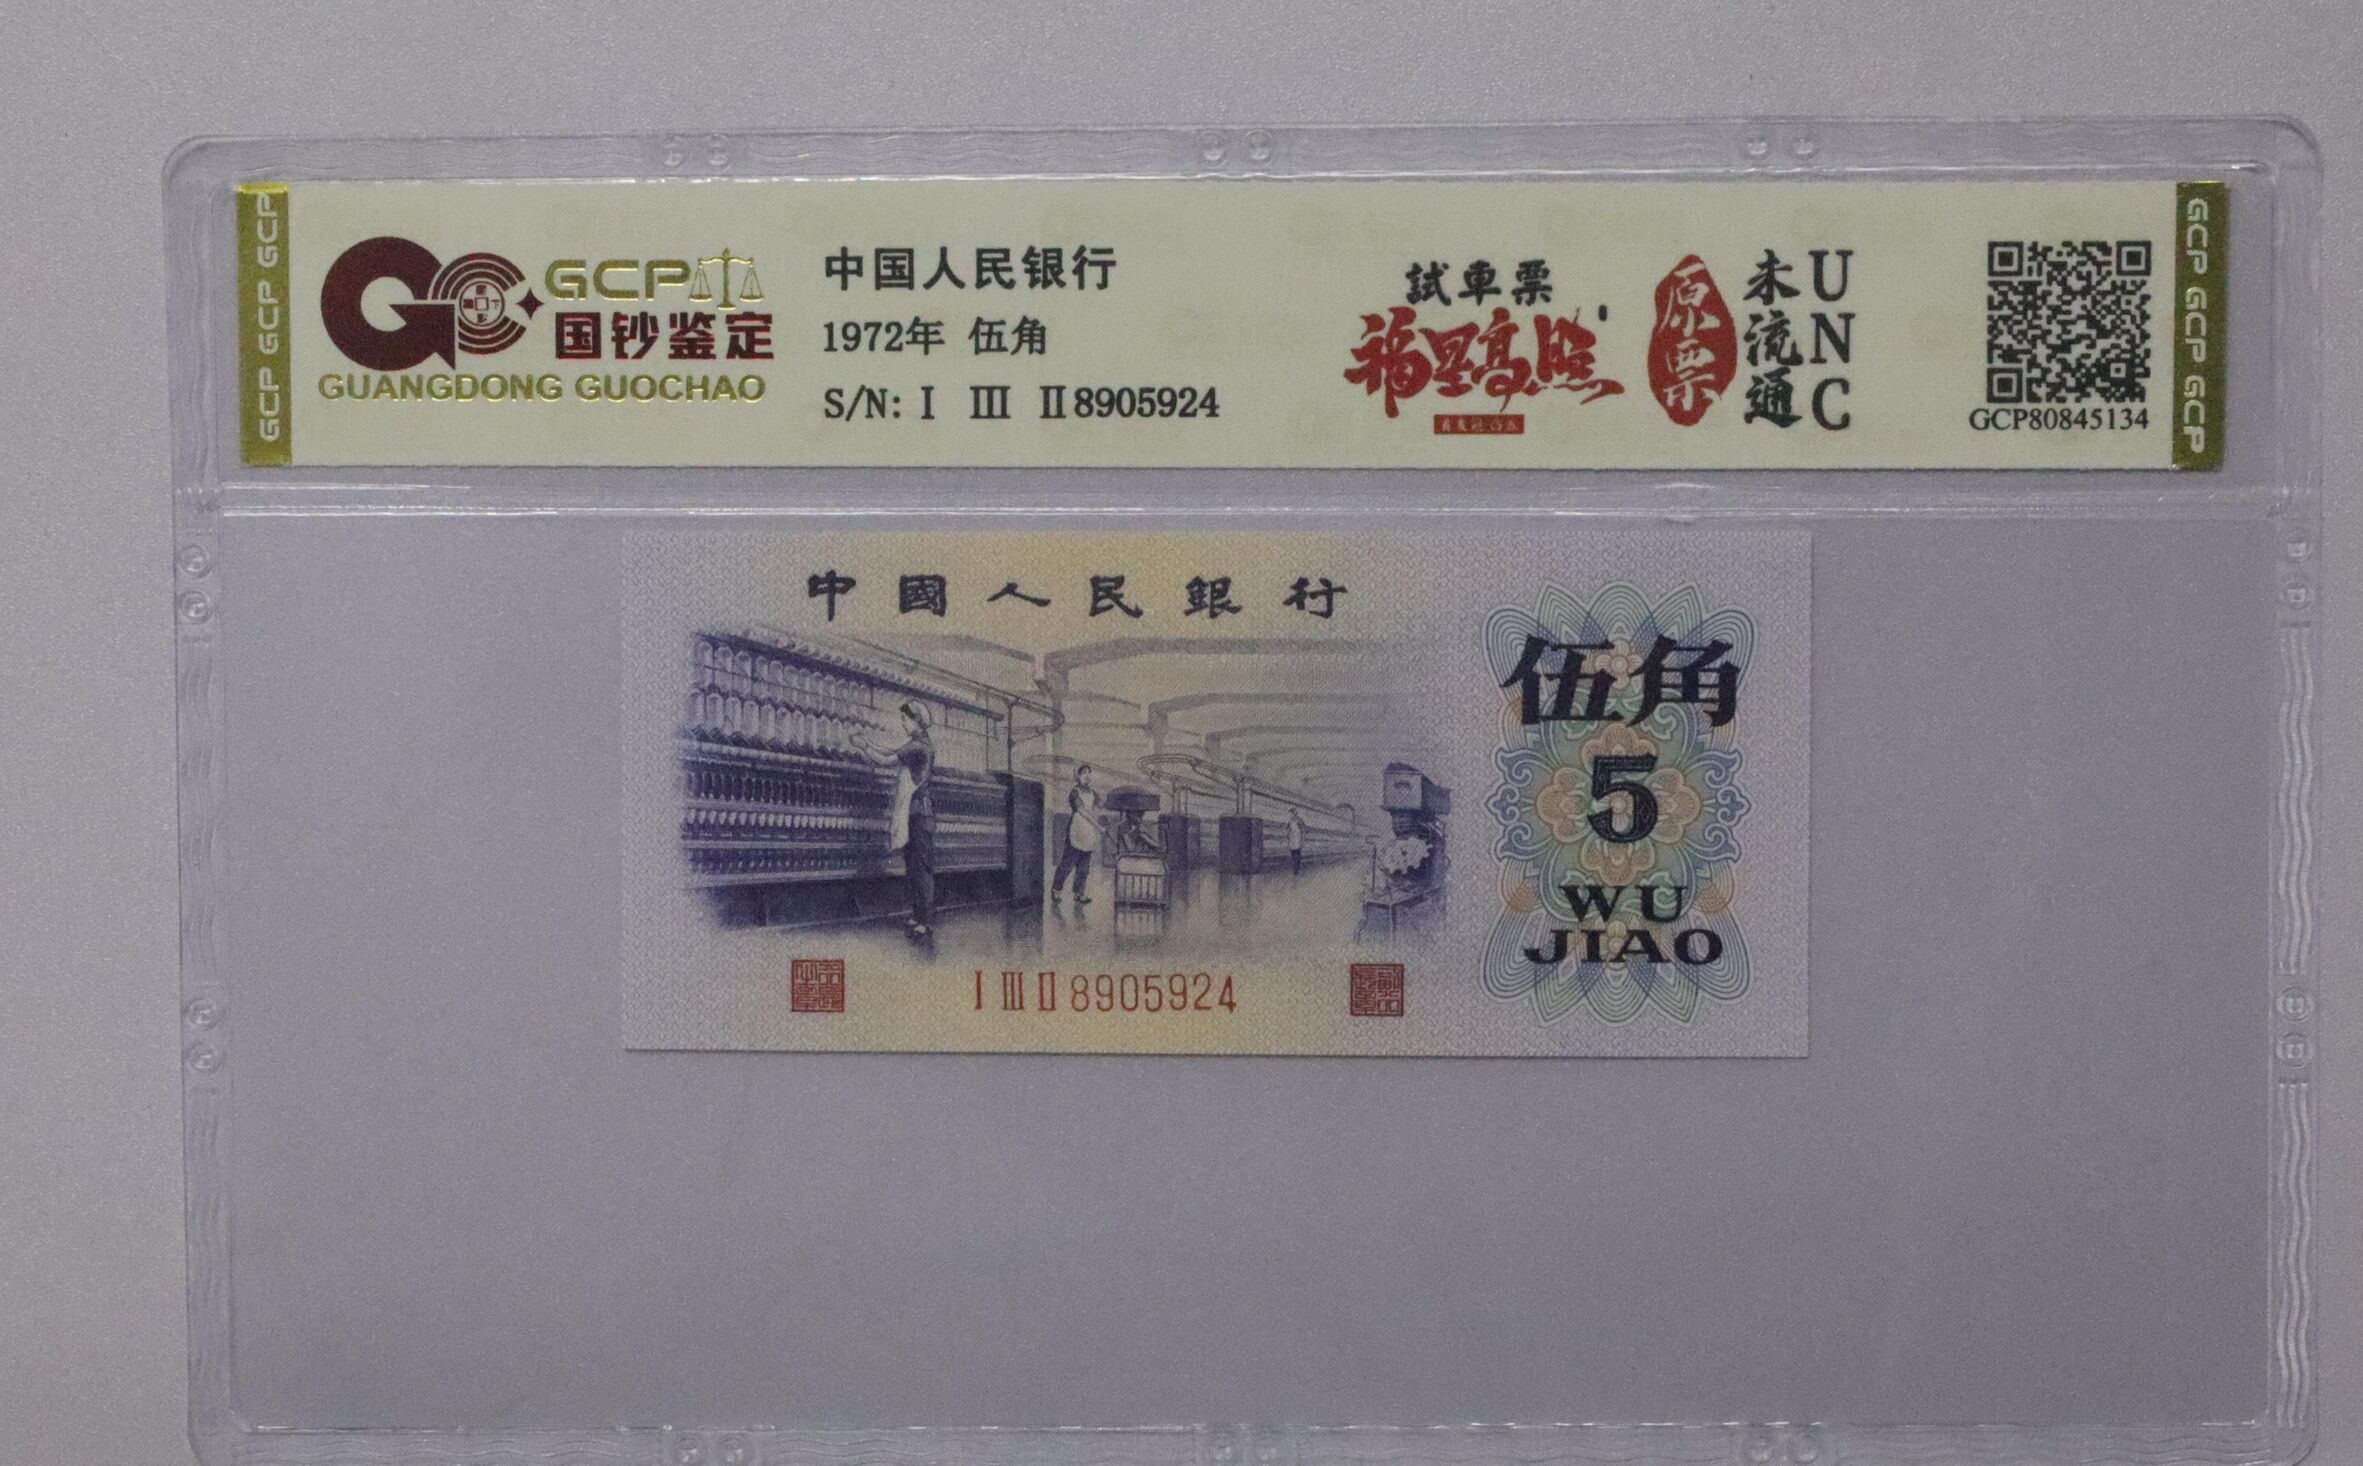 GCP GCP GCP
GCP
国钞鉴定
GUANGDONG GUOCHAO
中国人民银行
1972年 伍角
S/N: Ⅰ Ⅲ Ⅱ8905924
試車票
福星高照
原票
未流通
UNC
GCP80845134
GCP GCP GCP
中國人民銀行
伍角
5
WU
JIAO
Ⅰ Ⅲ Ⅱ 8905924